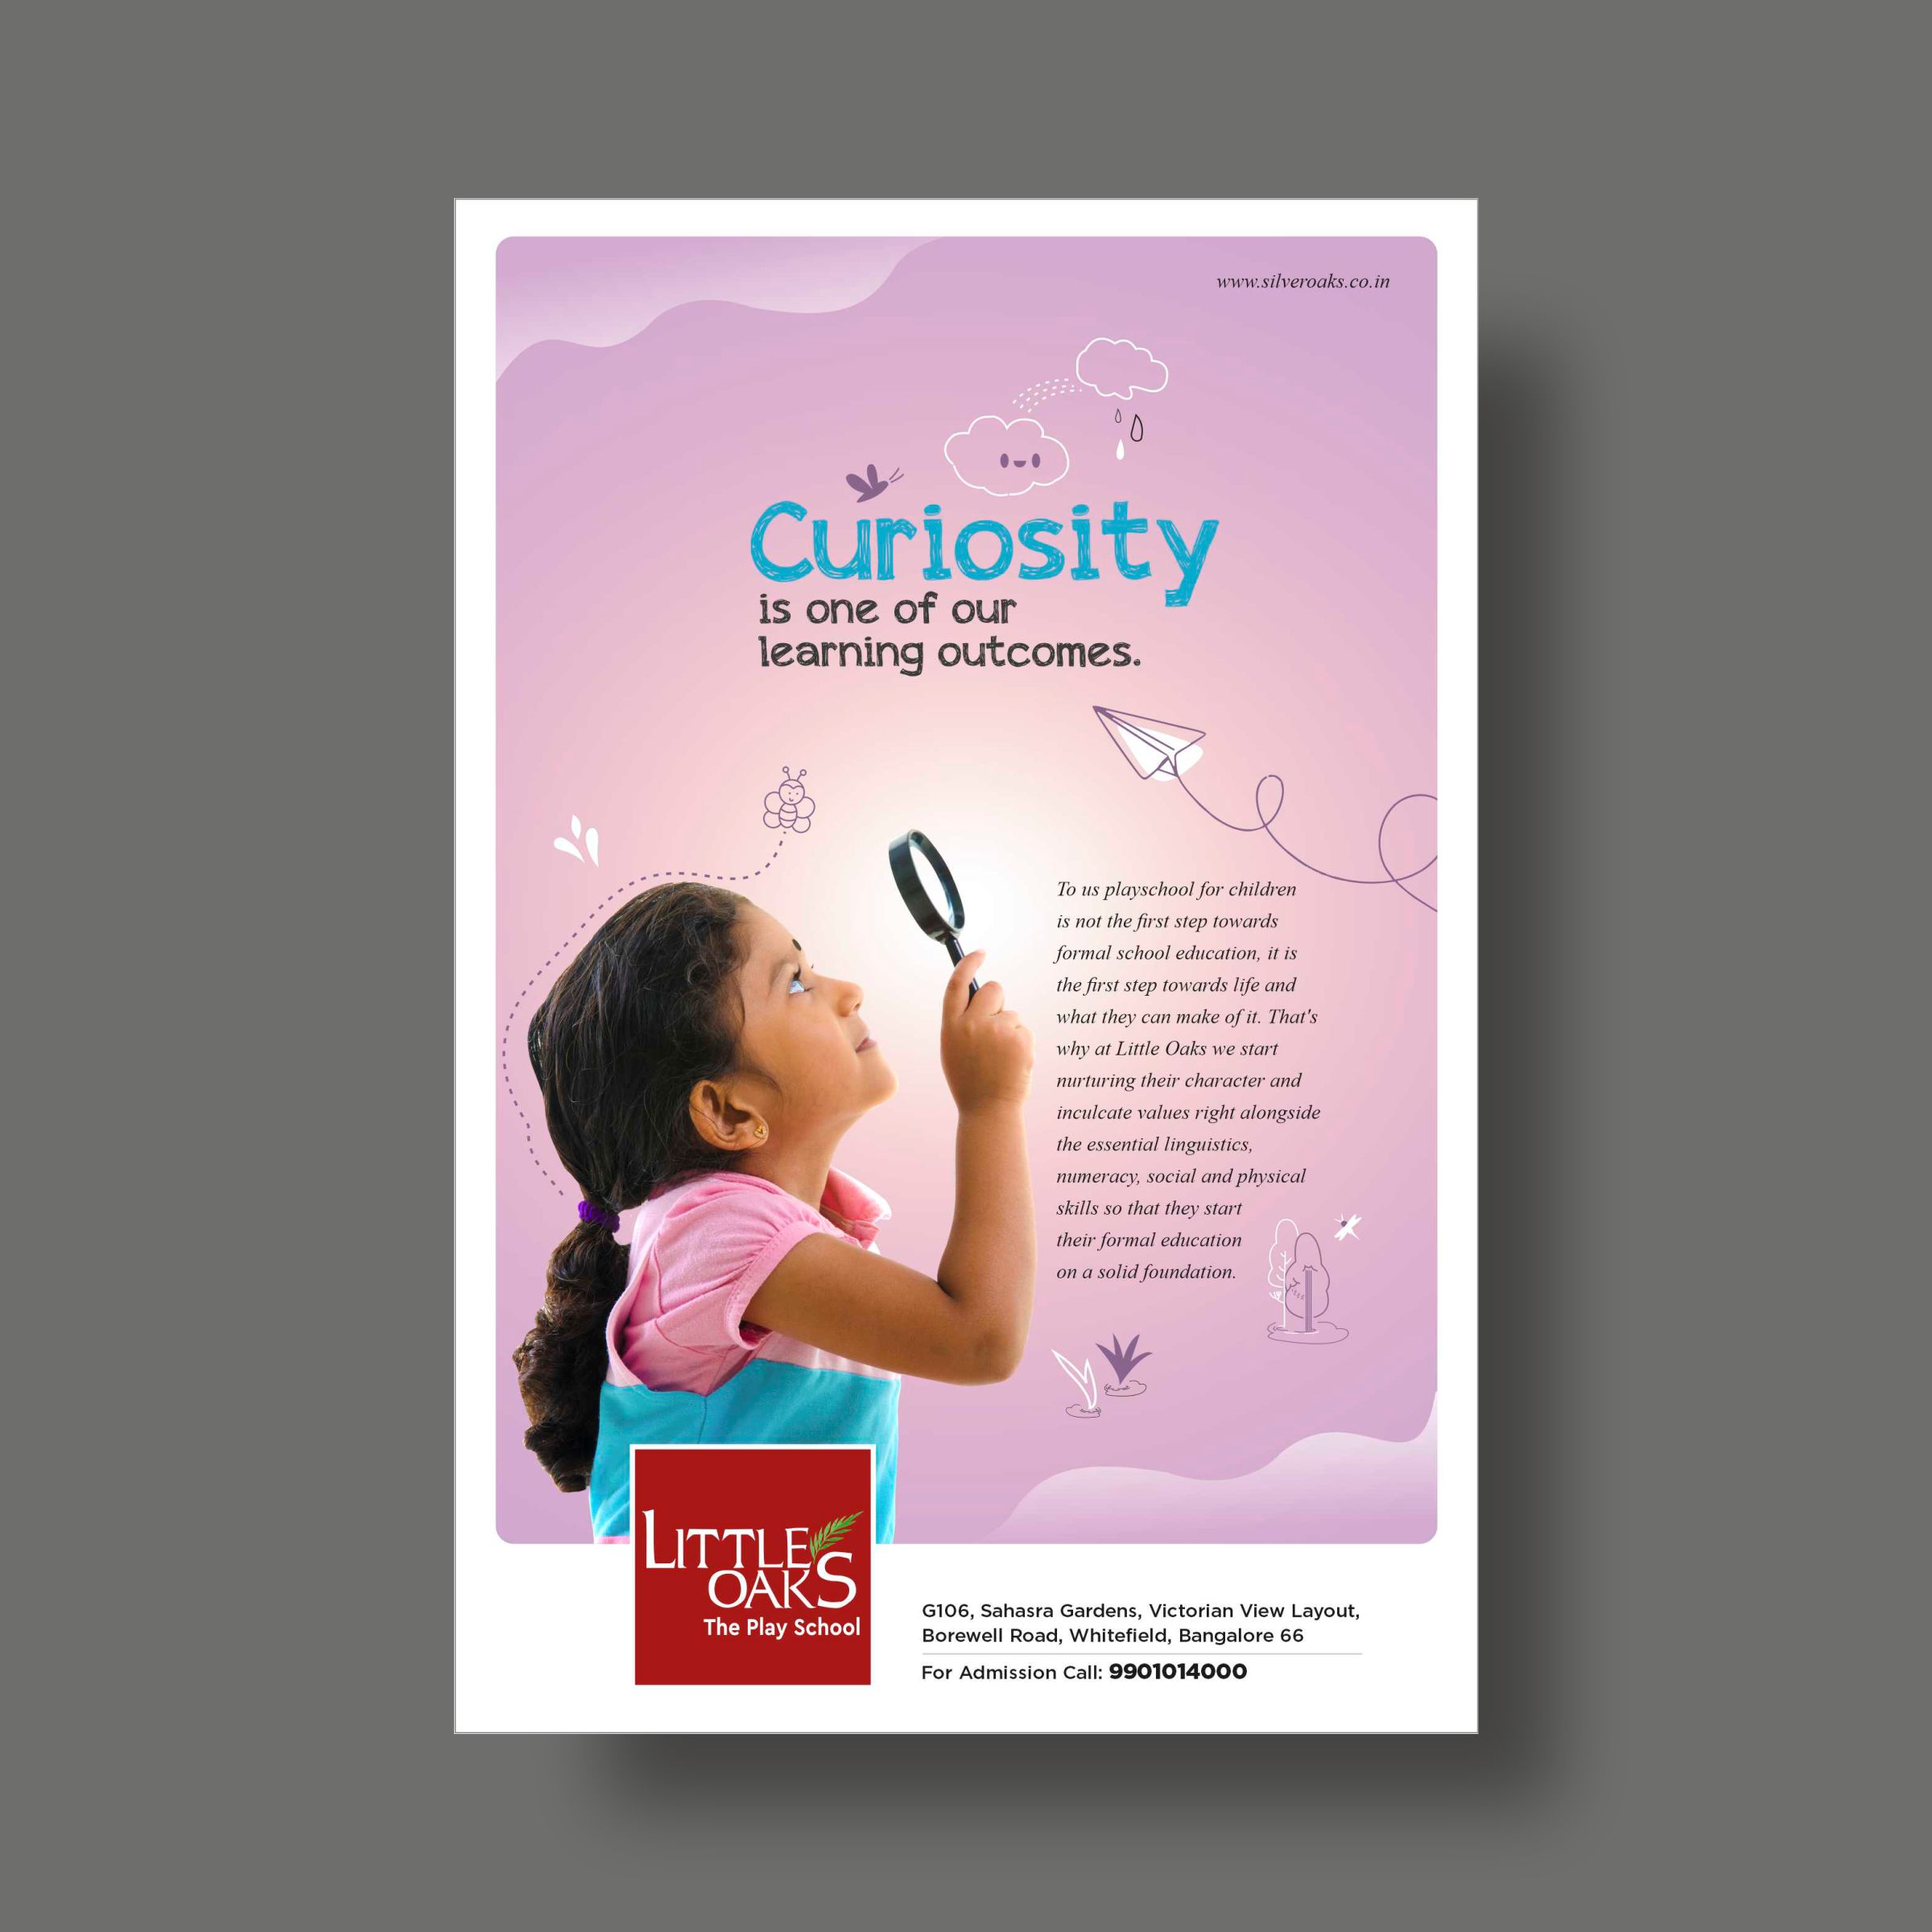 www.silveroaks.co.in
Curiosity
is one of our
learning outcomes.
To us playschool for children
is not the first step towards
formal school education, it is
the first step towards life and
what they can make of it. That's
why at Little Oaks we start
nurturing their character and
inculcate values right alongside
the essential linguistics,
numeracy, social and physical
skills so that they start
their formal education
on a solid foundation.
LITTLE
OAKS
The Play School
G106, Sahasra Gardens, Victorian View Layout,
Borewell Road, Whitefield, Bangalore 66
For Admission Call: 9901014000